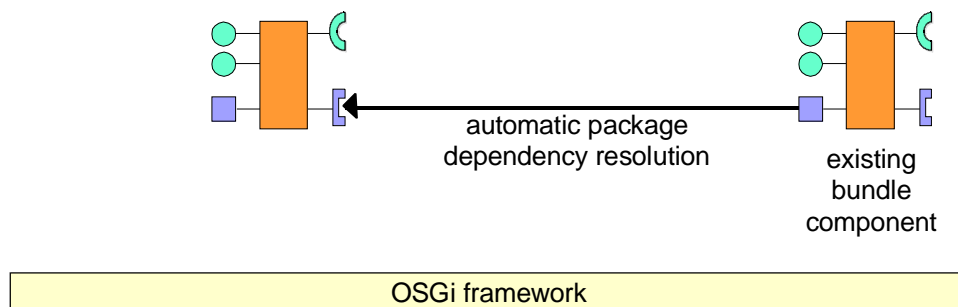 automatic package
dependency resolution
existing
bundle
component
OSGi framework